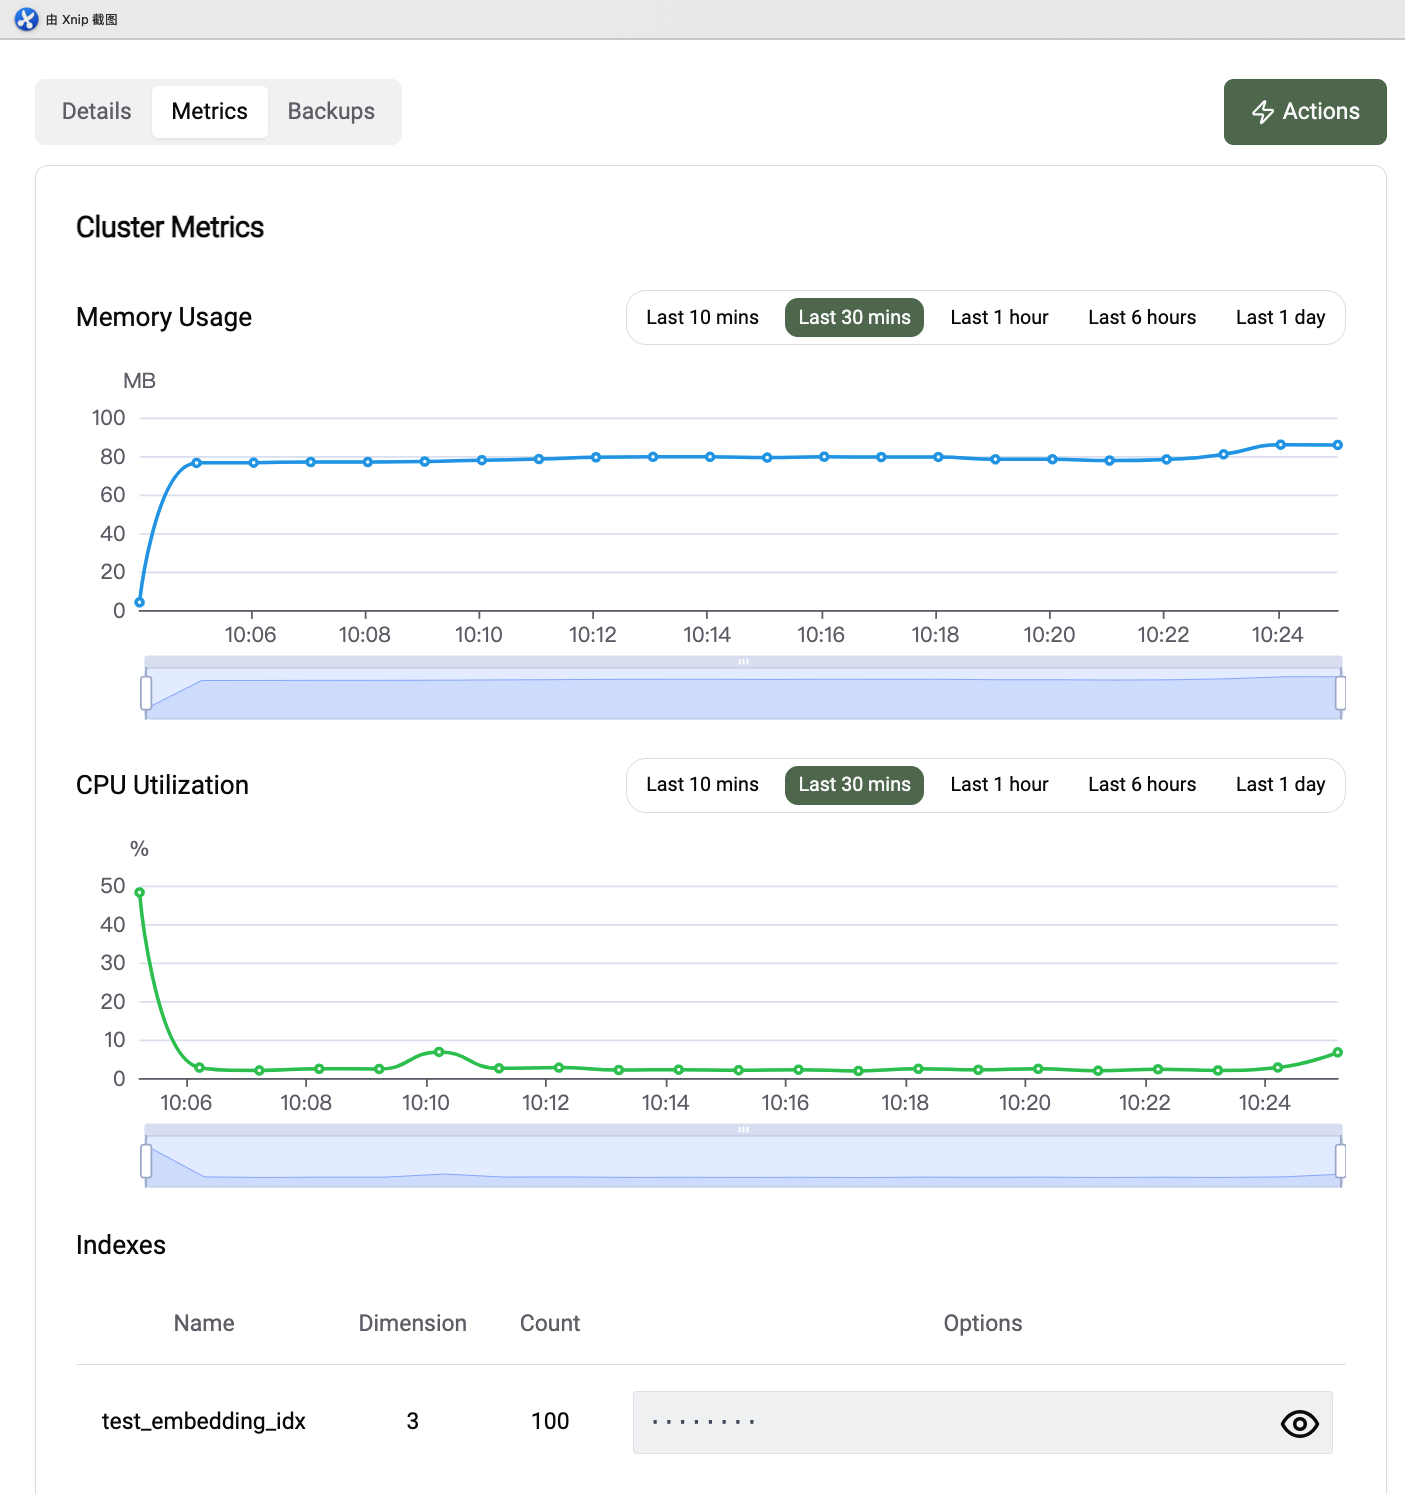 由 Xnip 截图
Details Metrics Backups Actions
Cluster Metrics
Memory Usage Last 10 mins Last 30 mins Last 1 hour Last 6 hours Last 1 day
MB
100
80
60
40
20
0
10:06 10:08 10:10 10:12 10:14 10:16 10:18 10:20 10:22 10:24
CPU Utilization Last 10 mins Last 30 mins Last 1 hour Last 6 hours Last 1 day
%
50
40
30
20
10
0
10:06 10:08 10:10 10:12 10:14 10:16 10:18 10:20 10:22 10:24
Indexes
Name Dimension Count Options
test_embedding_idx 3 100 ········